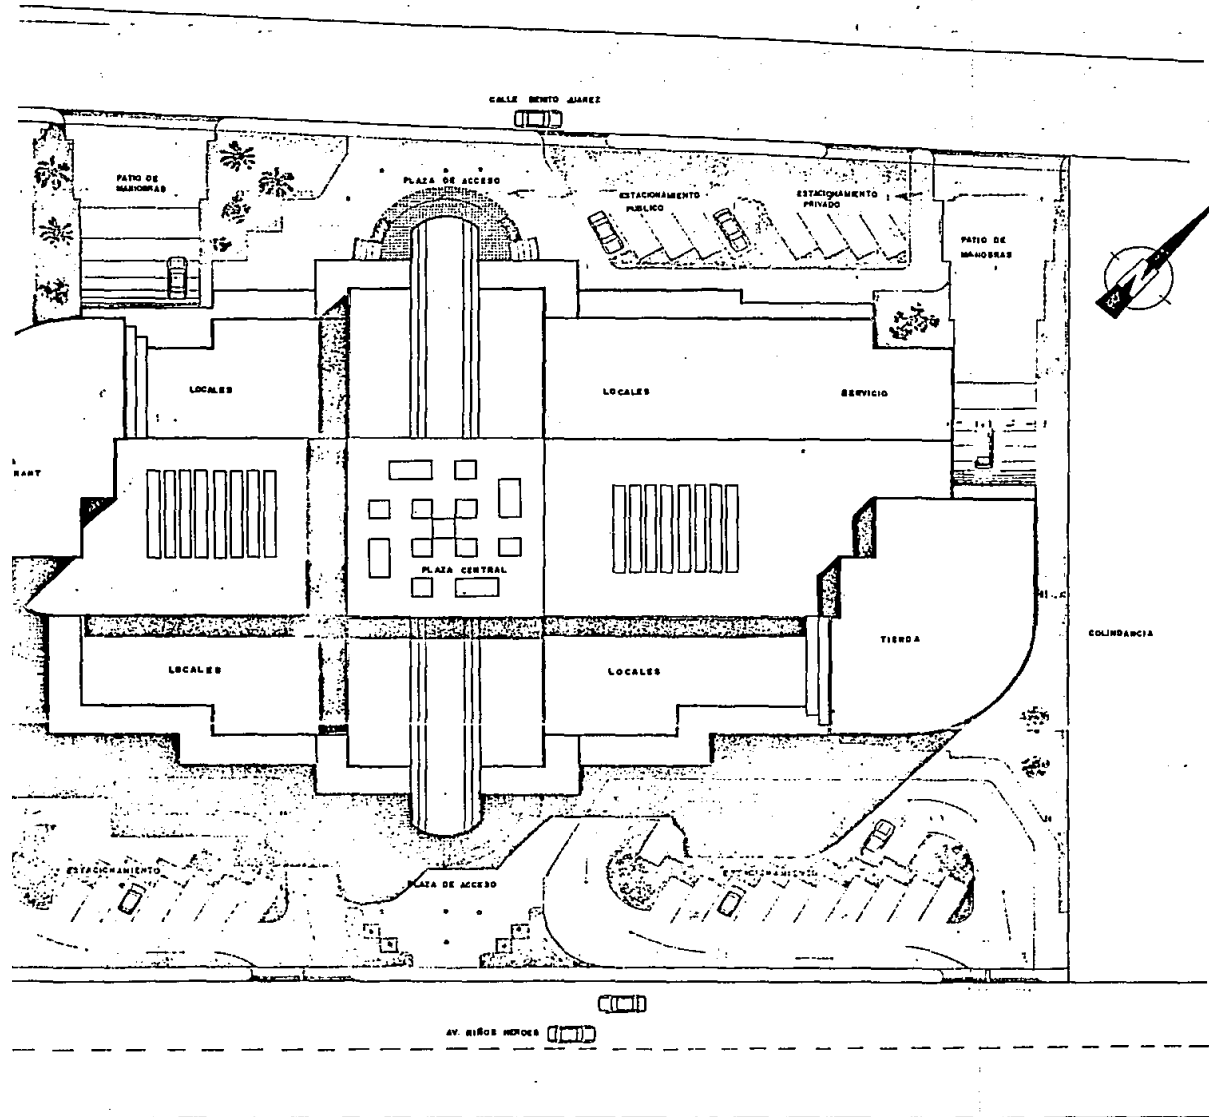 CALLE BENITO JUAREZ
PATIO DE
MANIOBRAS
PLAZA DE ACCESO
ESTACIONAMIENTO
PUBLICO
ESTACIONAMIENTO
PRIVADO
PATIO DE
MANIOBRAS
LOCALES
LOCALES
SERVICIO
PLAZA CENTRAL
TIENDA
COLINDANCIA
LOCALES
LOCALES
ESTACIONAMIENTO
PLAZA DE ACCESO
ESTACIONAMIENTO
AV. NIÑOS HEROES